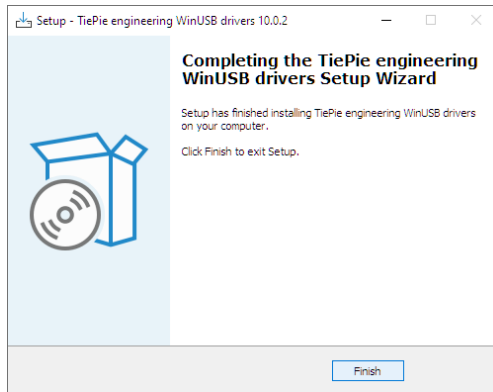 Setup - TiePie engineering WinUSB drivers 10.0.2
Completing the TiePie engineering
WinUSB drivers Setup Wizard
Setup has finished installing TiePie engineering WinUSB drivers
on your computer.
Click Finish to exit Setup.
Finish